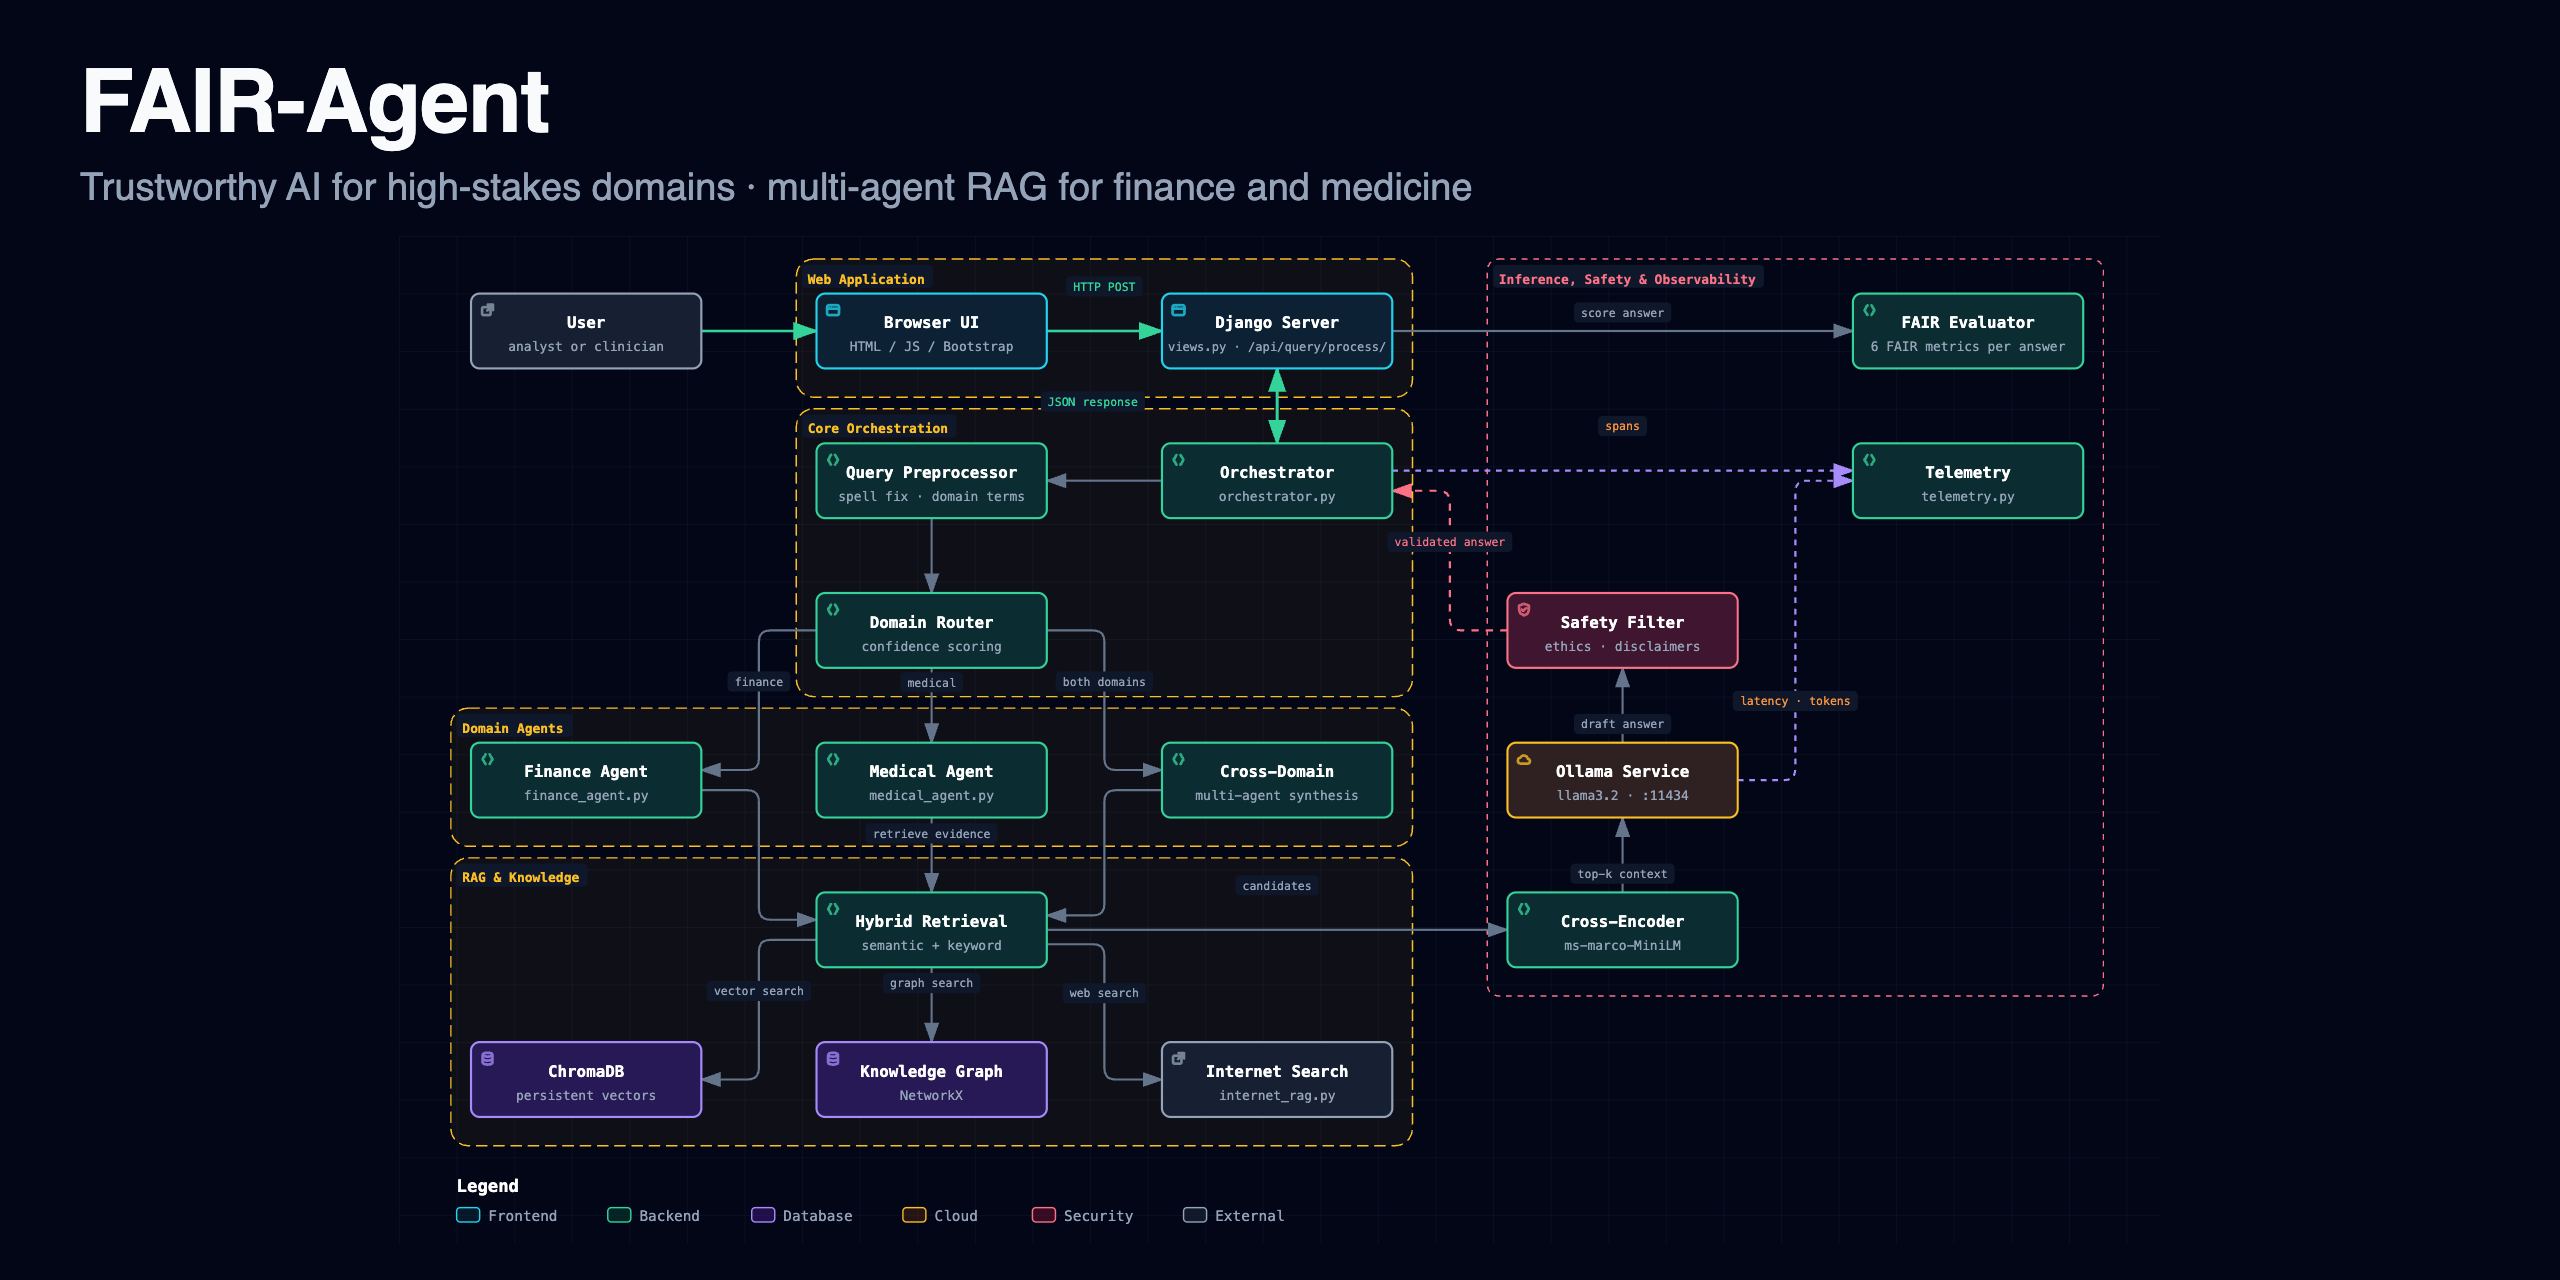 FAIR-Agent
Trustworthy AI for high-stakes domains · multi-agent RAG for finance and medicine
Web Application
HTTP POST
Inference, Safety & Observability
User
analyst or clinician
Browser UI
HTML / JS / Bootstrap
Django Server
views.py · /api/query/process/
score answer
FAIR Evaluator
6 FAIR metrics per answer
JSON response
Core Orchestration
spans
Query Preprocessor
spell fix · domain terms
Orchestrator
orchestrator.py
Telemetry
telemetry.py
validated answer
Domain Router
confidence scoring
Safety Filter
ethics · disclaimers
finance
medical
both domains
latency · tokens
Domain Agents
draft answer
Finance Agent
finance_agent.py
Medical Agent
medical_agent.py
Cross-Domain
multi-agent synthesis
Ollama Service
llama3.2 · :11434
retrieve evidence
RAG & Knowledge
candidates
top-k context
Hybrid Retrieval
semantic + keyword
Cross-Encoder
ms-marco-MiniLM
vector search
graph search
web search
ChromaDB
persistent vectors
Knowledge Graph
NetworkX
Internet Search
internet_rag.py
Legend
Frontend
Backend
Database
Cloud
Security
External